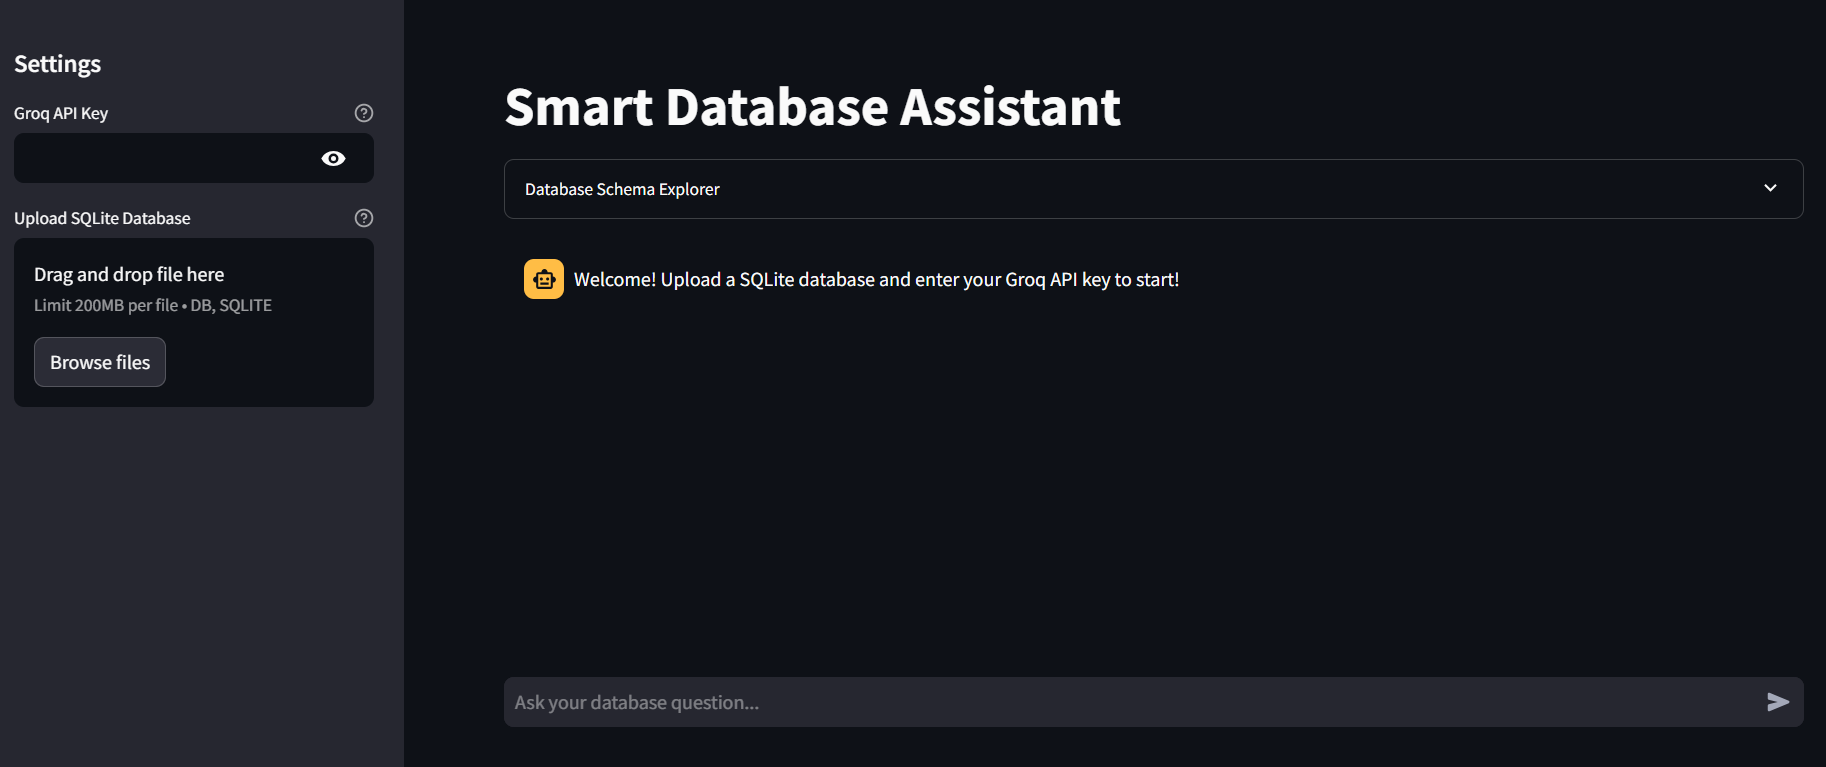 Settings
Groq API Key
Upload SQLite Database
Drag and drop file here
Limit 200MB per file • DB, SQLITE
Browse files
Smart Database Assistant
Database Schema Explorer
Welcome! Upload a SQLite database and enter your Groq API key to start!
Ask your database question...